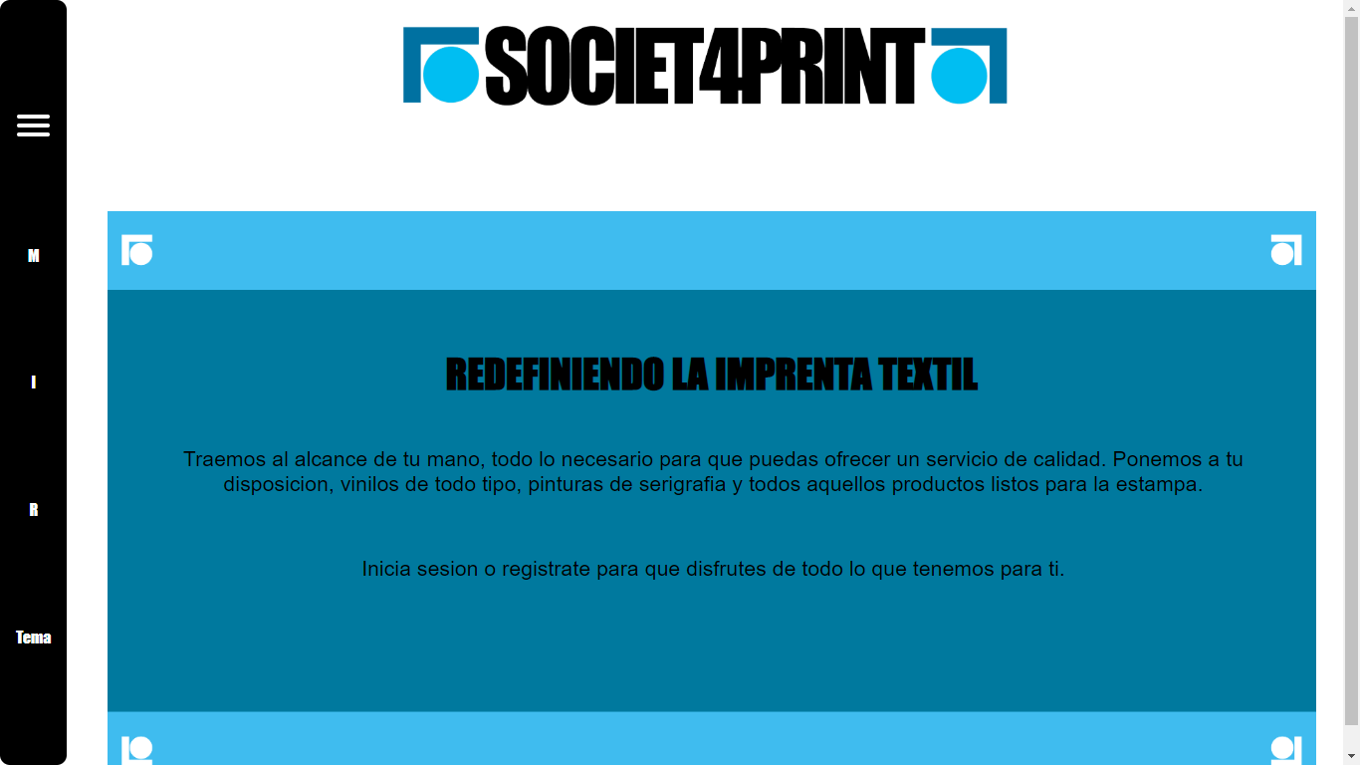 SOCIET4PRINT
M
I
R
Tema
REDEFINIENDO LA IMPRENTA TEXTIL
Traemos al alcance de tu mano, todo lo necesario para que puedas ofrecer un servicio de calidad. Ponemos a tu
disposicion, vinilos de todo tipo, pinturas de serigrafia y todos aquellos productos listos para la estampa.
Inicia sesion o registrate para que disfrutes de todo lo que tenemos para ti.